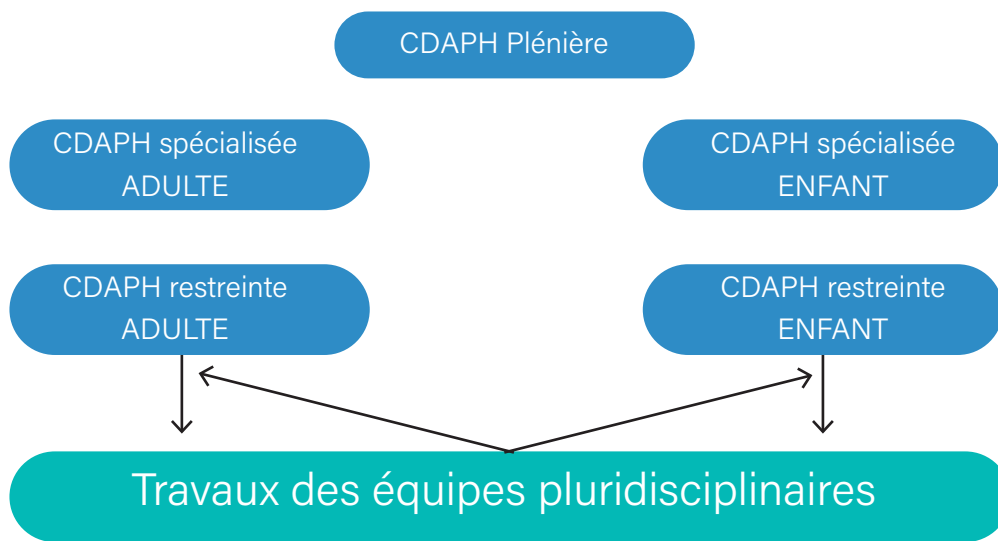 CDAPH Plénière
CDAPH spécialisée
ADULTE
CDAPH spécialisée
ENFANT
CDAPH restreinte
ADULTE
CDAPH restreinte
ENFANT
Travaux des équipes pluridisciplinaires